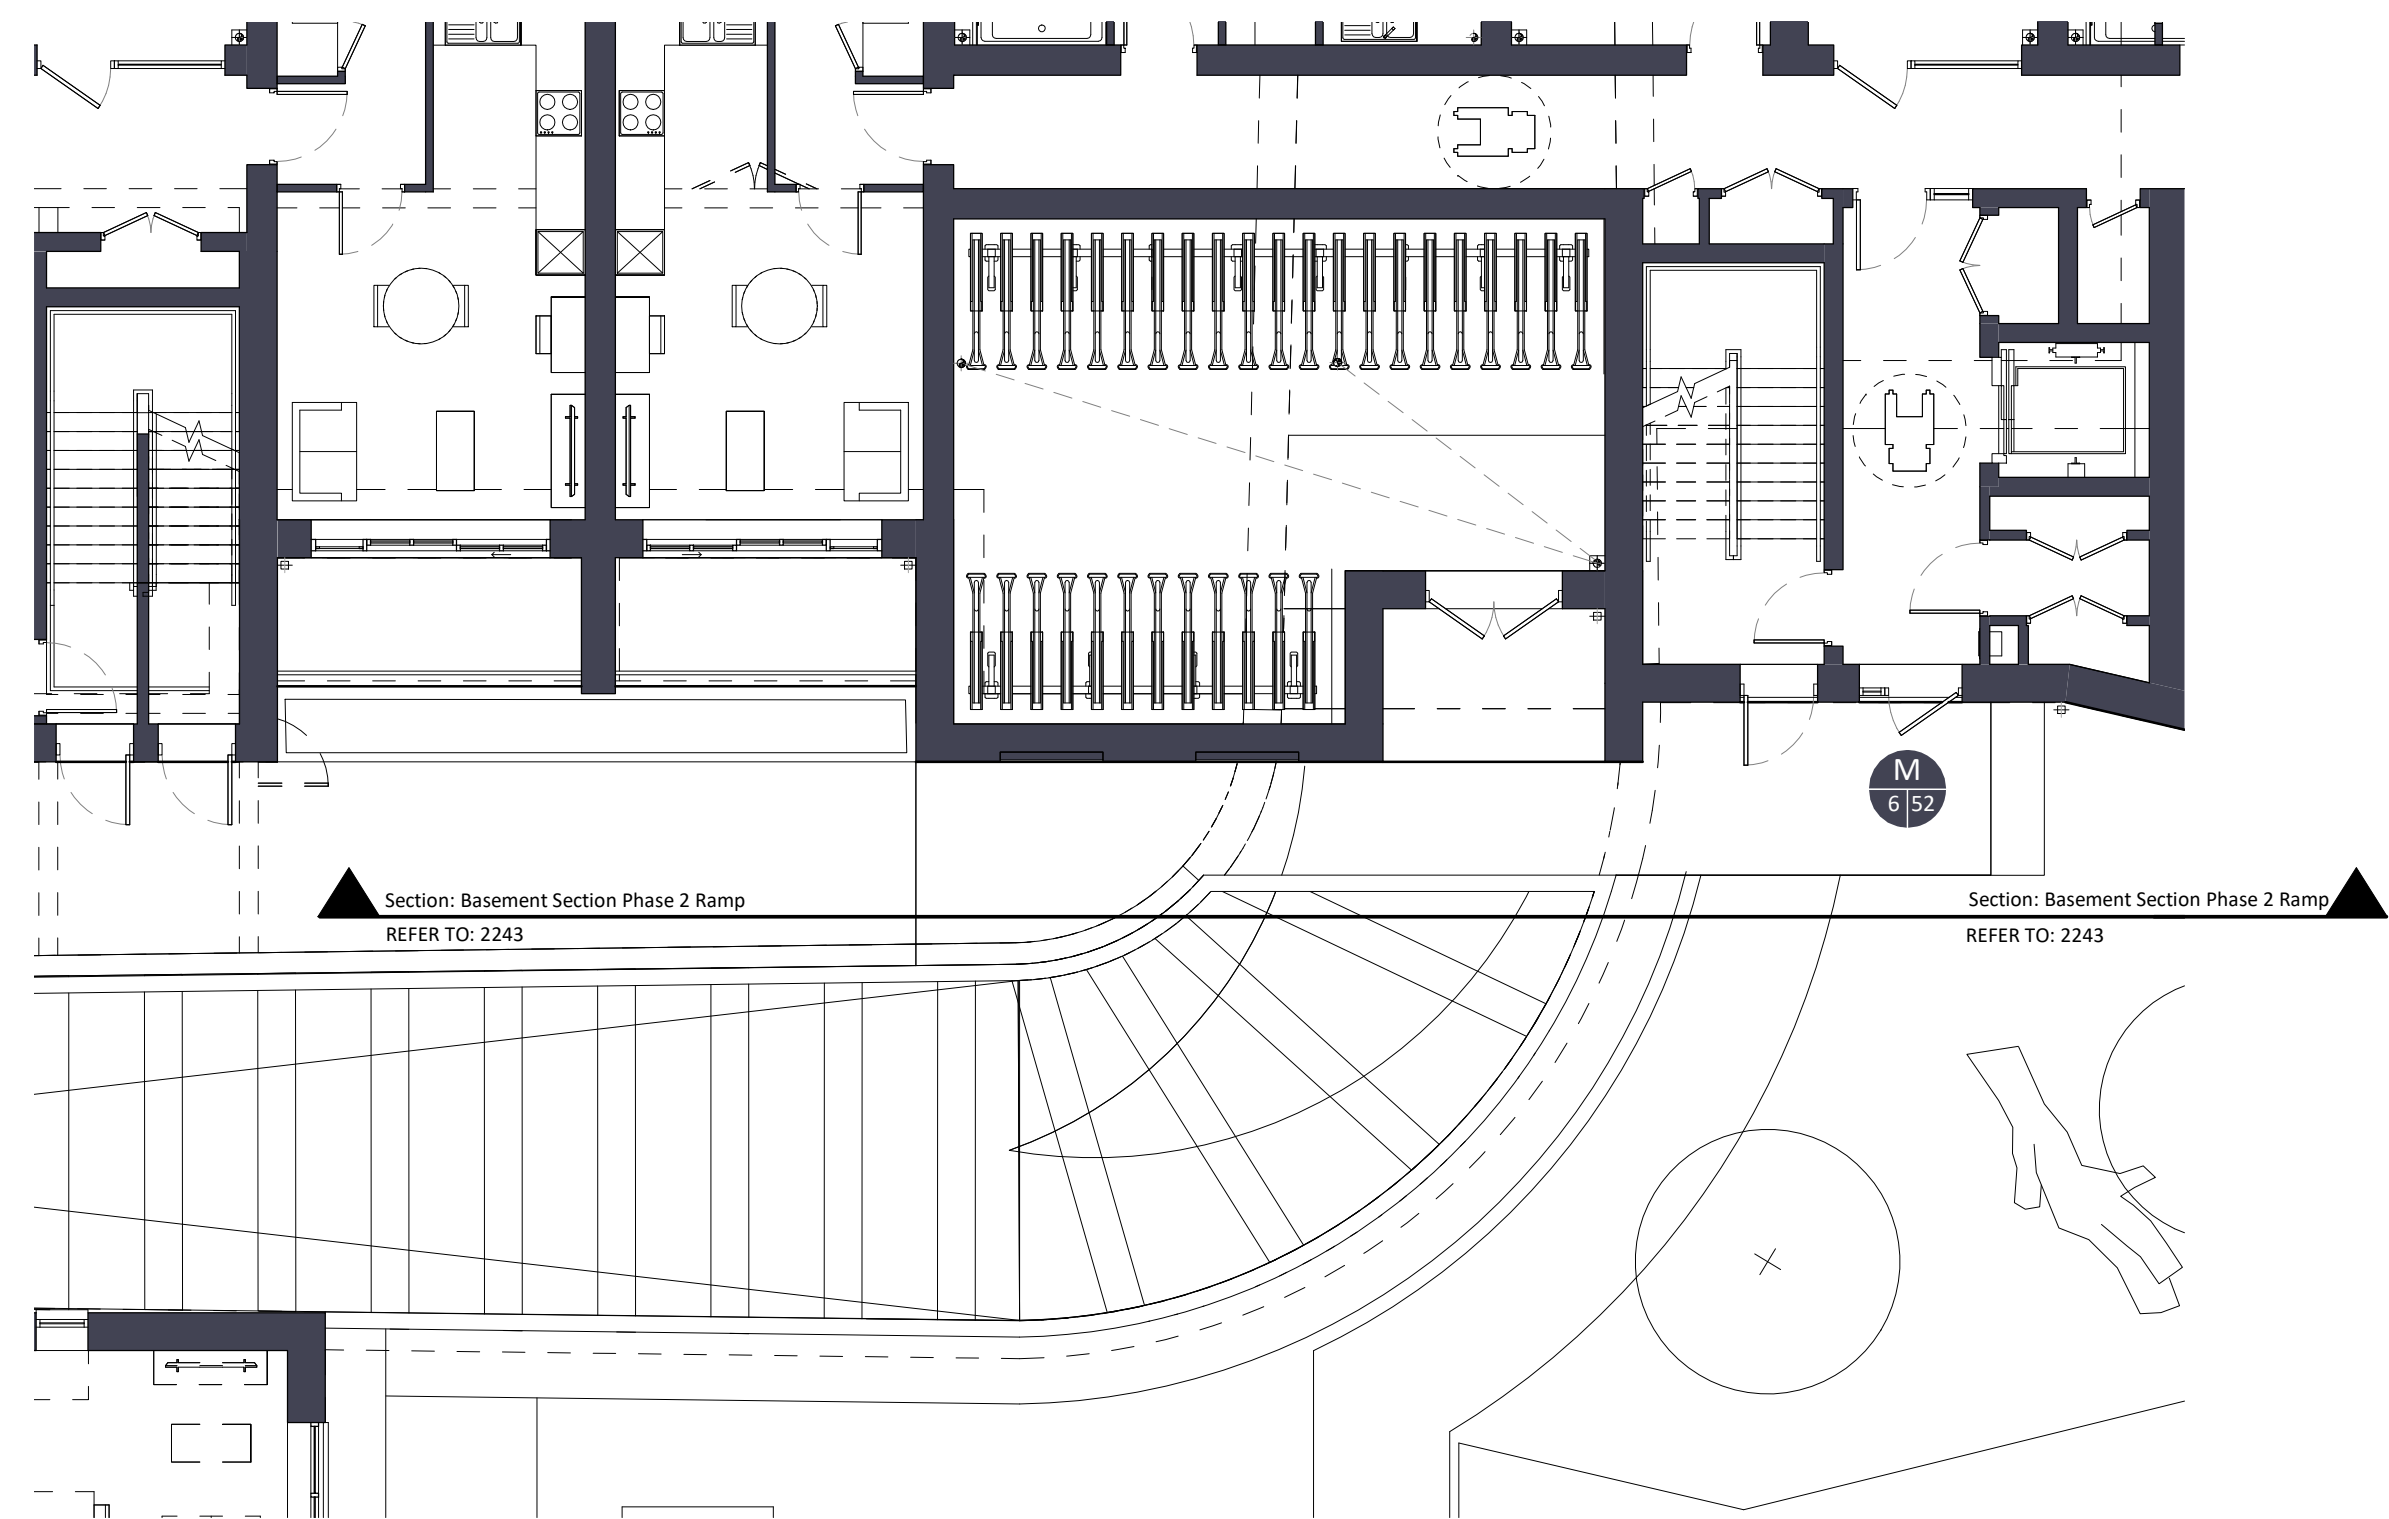 M
6 52
Section: Basement Section Phase 2 Ramp
REFER TO: 2243
Section: Basement Section Phase 2 Ramp
REFER TO: 2243